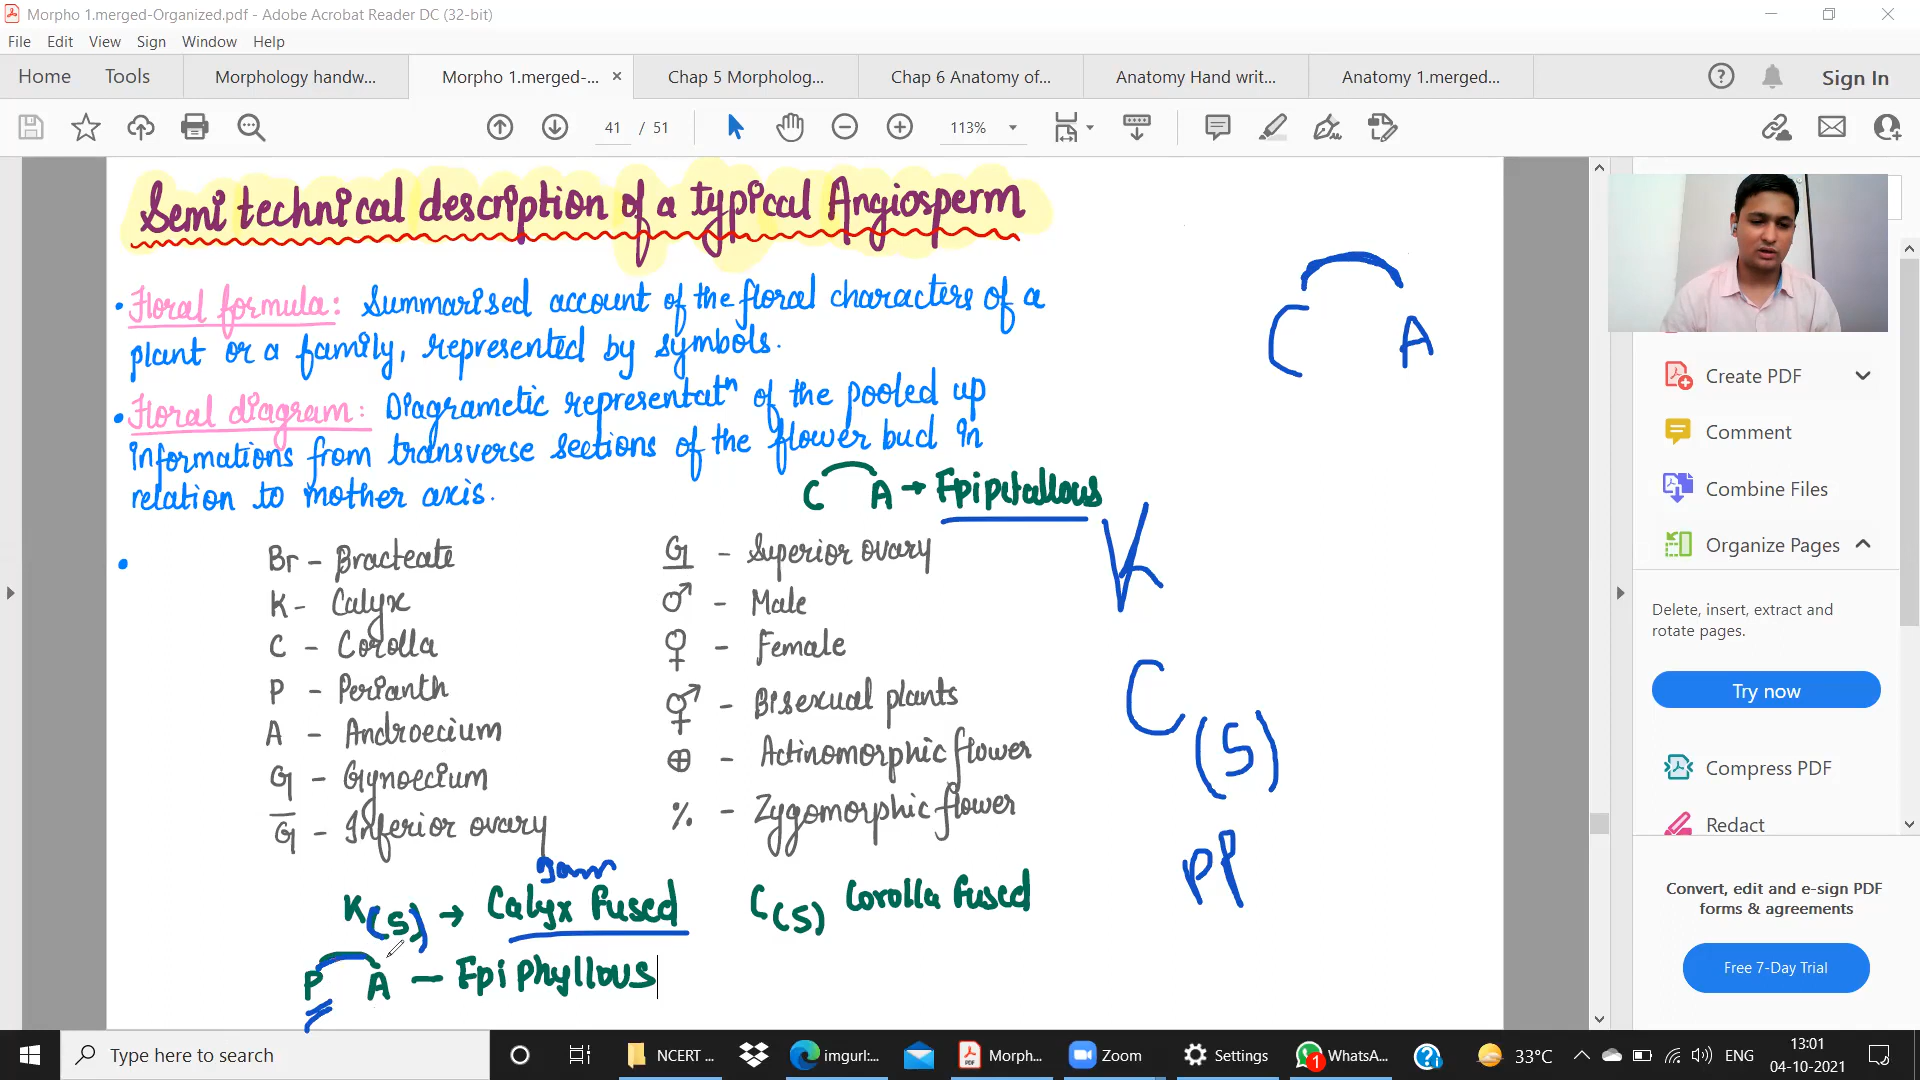 Morpho 1.merged-Organized.pdf - Adobe Acrobat Reader DC (32-bit)
File Edit View Sign Window Help
Home Tools Morphology handw... Morpho 1.merged-... × Chap 5 Morpholog... Chap 6 Anatomy of... Anatomy Hand writ... Anatomy 1.merged... Sign In
41 / 51 113%
Semi technical description of a typical Angiosperm
• Floral formula: Summarised account of the floral characters of a
plant or a family, represented by symbols.
• Floral diagram: Diagrametic representatⁿ of the pooled up
informations from transverse sections of the flower bud in
relation to mother axis.
C A → Epipetallous
C A
•
Br – Bracteate
K – Calyx
C – Corolla
P – Perianth
A – Androecium
G – Gynoecium
G̅ – Inferior ovary
G̲ – Superior ovary
♂ – Male
♀ – Female
⚥ – Bisexual plants
⊕ – Actinomorphic flower
% – Zygomorphic flower
K
C (5)
K(5) → Calyx fused
C(5) Corolla fused
P A – Epiphyllous
Create PDF
Comment
Combine Files
Organize Pages
Delete, insert, extract and
rotate pages.
Try now
Compress PDF
Redact
Convert, edit and e-sign PDF
forms & agreements
Free 7-Day Trial
Type here to search
NCERT ... imgurl:... Morph... Zoom Settings 1 WhatsA... 33°C ENG
13:01
04-10-2021